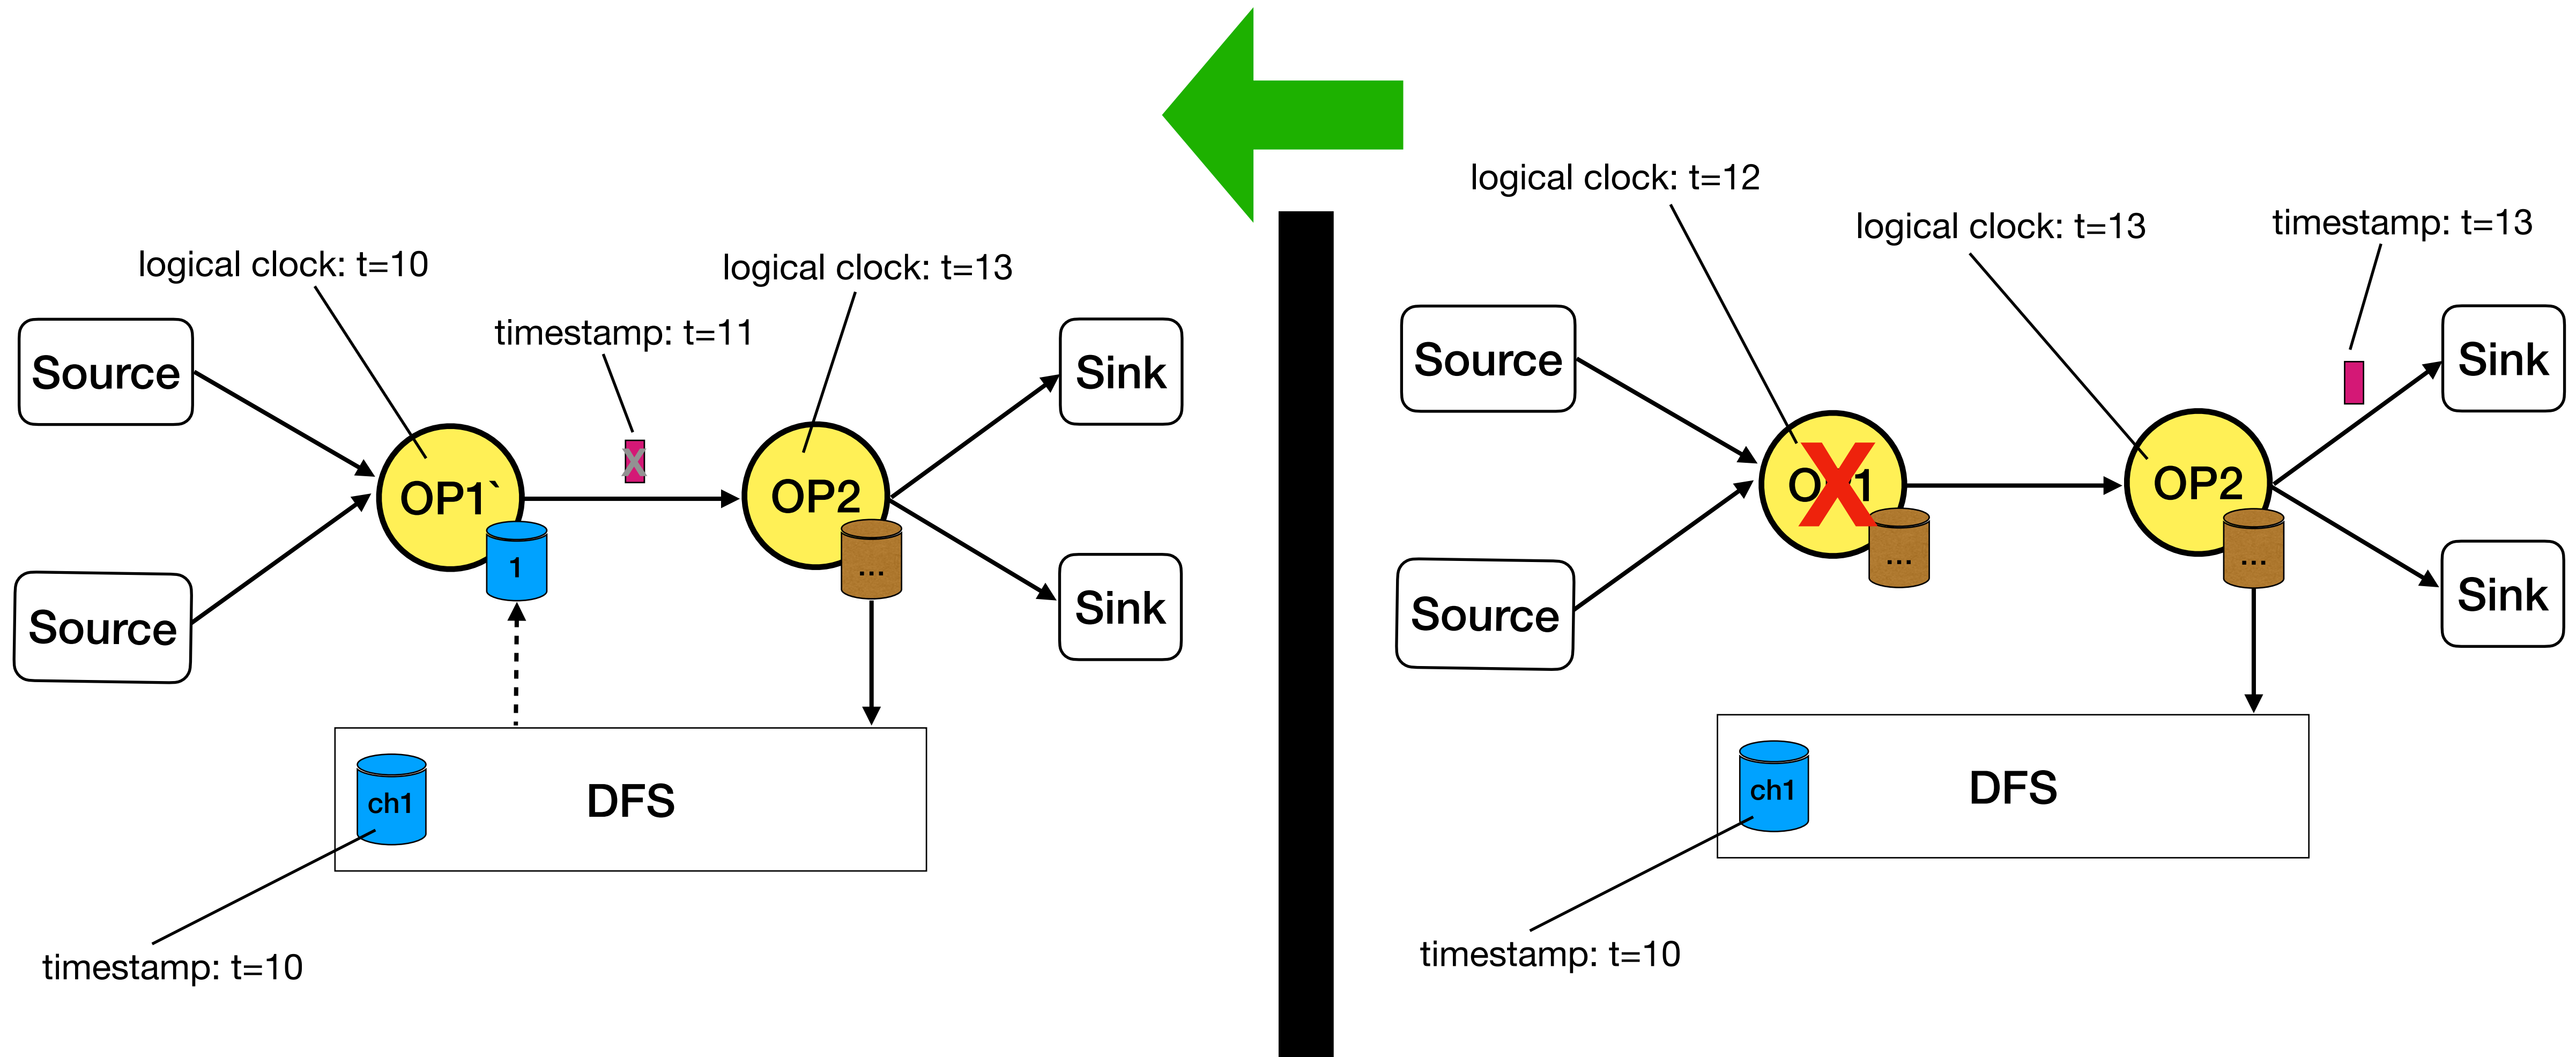 logical clock: t=10
logical clock: t=13
timestamp: t=11
Source
Source
OP1`
X
OP2
1
...
Sink
Sink
ch1
DFS
timestamp: t=10
logical clock: t=12
logical clock: t=13
timestamp: t=13
Source
Source
OP1
X
OP2
...
...
Sink
Sink
ch1
DFS
timestamp: t=10